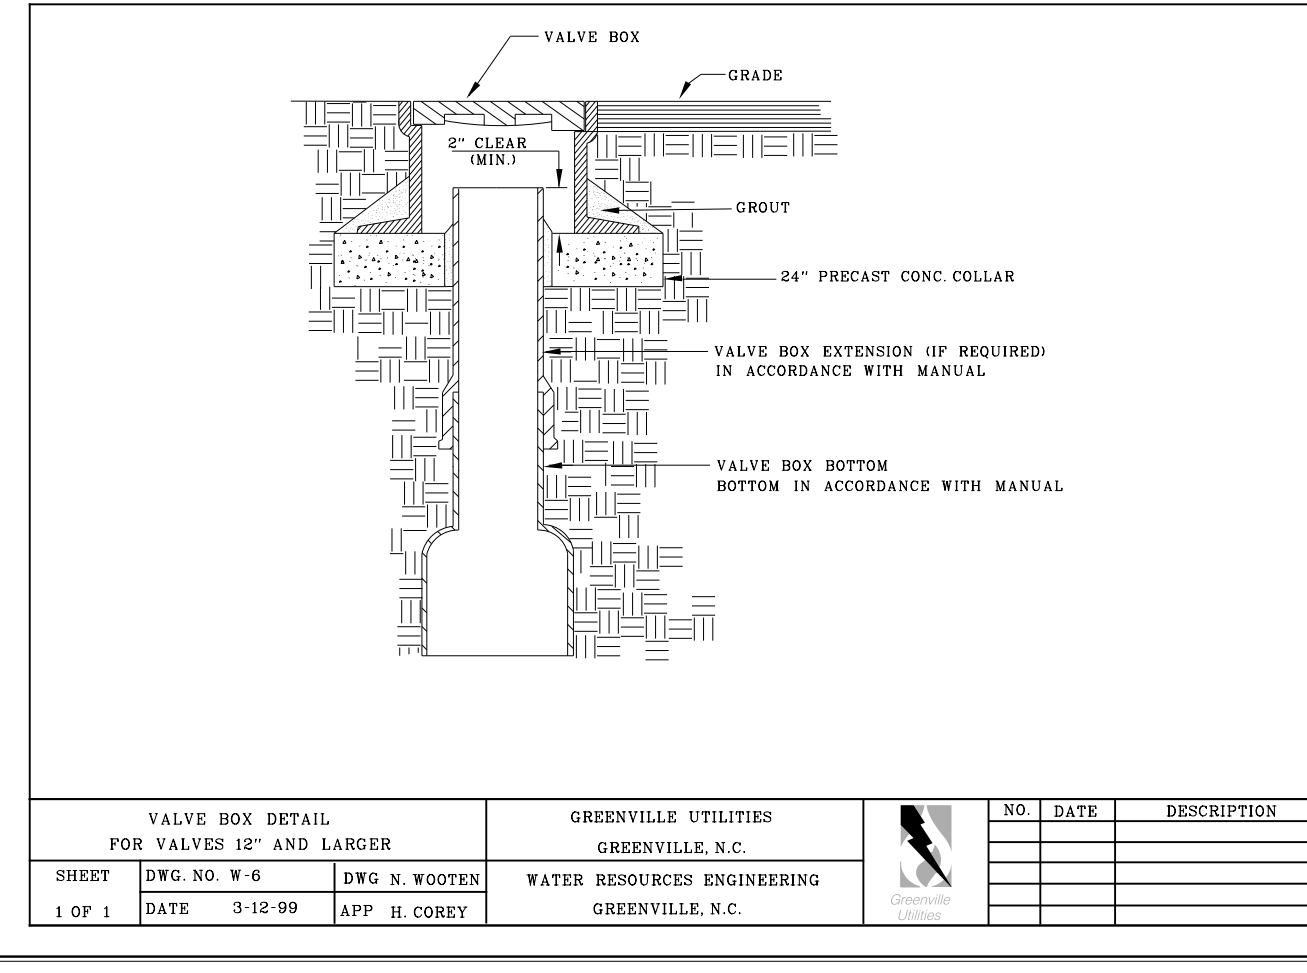 VALVE BOX
GRADE
2" CLEAR
(MIN.)
GROUT
24" PRECAST CONC. COLLAR
VALVE BOX EXTENSION (IF REQUIRED)
IN ACCORDANCE WITH MANUAL
VALVE BOX BOTTOM
BOTTOM IN ACCORDANCE WITH MANUAL
VALVE BOX DETAIL
FOR VALVES 12" AND LARGER
SHEET
1 OF 1
DWG. NO. W-6
DATE 3-12-99
DWG N. WOOTEN
APP H. COREY
GREENVILLE UTILITIES
GREENVILLE, N.C.
WATER RESOURCES ENGINEERING
GREENVILLE, N.C.
Greenville
Utilities
NO. DATE DESCRIPTION